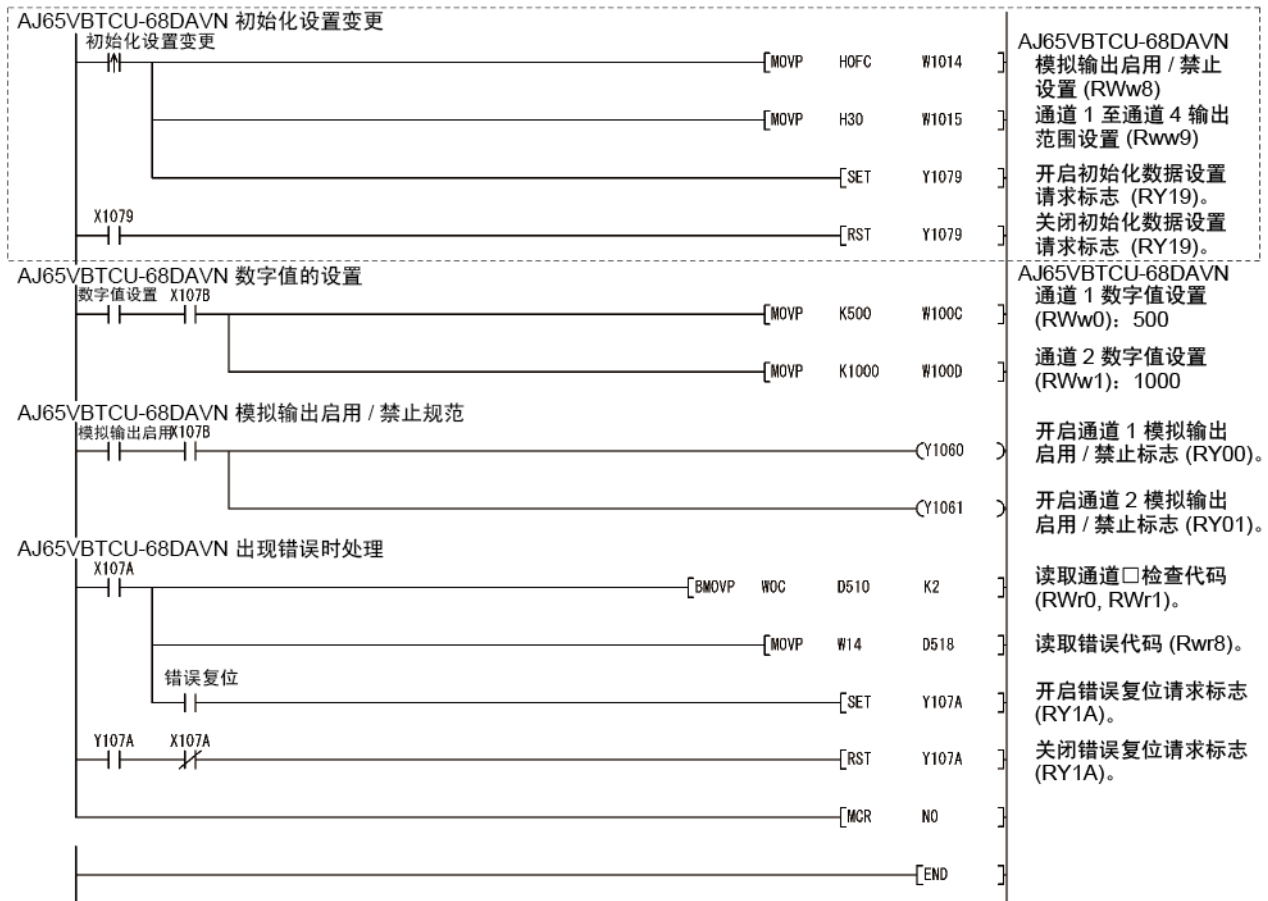 AJ65VBTCU-68DAVN 初始化设置变更
初始化设置变更
MOVP H0FC W1014
AJ65VBTCU-68DAVN
模拟输出启用 / 禁止
设置 (RWw8)
MOVP H30 W1015
通道 1 至通道 4 输出
范围设置 (Rww9)
SET Y1079
开启初始化数据设置
请求标志 (RY19)。
X1079
RST Y1079
关闭初始化数据设置
请求标志 (RY19)。
AJ65VBTCU-68DAVN 数字值的设置
AJ65VBTCU-68DAVN
数字值设置 X107B
MOVP K500 W100C
通道 1 数字值设置
(RWw0)：500
MOVP K1000 W100D
通道 2 数字值设置
(RWw1)：1000
AJ65VBTCU-68DAVN 模拟输出启用 / 禁止规范
模拟输出启用 X107B
Y1060
开启通道 1 模拟输出
启用 / 禁止标志 (RY00)。
Y1061
开启通道 2 模拟输出
启用 / 禁止标志 (RY01)。
AJ65VBTCU-68DAVN 出现错误时处理
X107A
BMOVP W0C D510 K2
读取通道□检查代码
(RWr0, RWr1)。
MOVP W14 D518
读取错误代码 (Rwr8)。
错误复位
SET Y107A
开启错误复位请求标志
(RY1A)。
Y107A X107A
RST Y107A
关闭错误复位请求标志
(RY1A)。
MCR N0
END